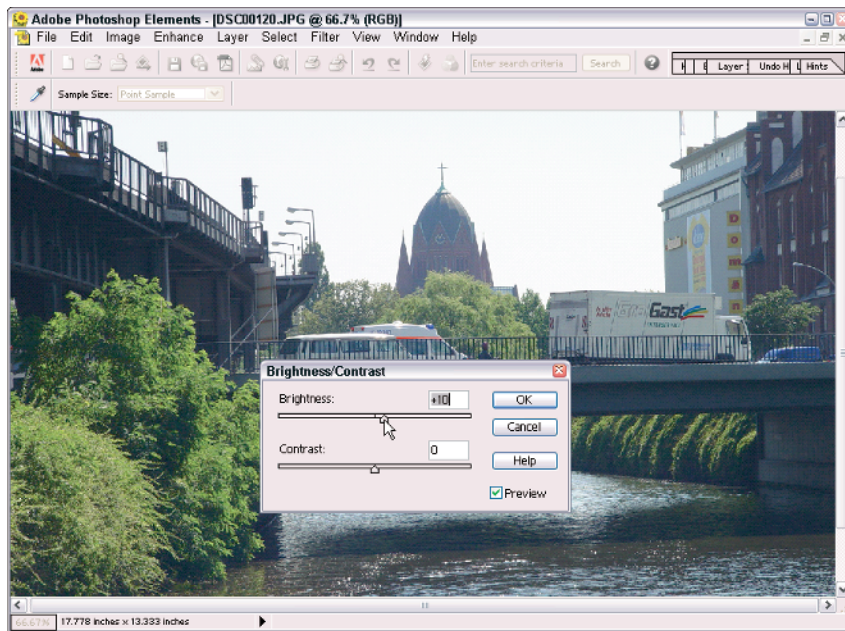 Adobe Photoshop Elements - [DSC00120.JPG @ 66.7% (RGB)]
File Edit Image Enhance Layer Select Filter View Window Help
Adobe
Enter search criteria
Search
Layer
Undo H
L
Hints
Sample Size: Point Sample
D
o
m
a
n
Gast
Brightness/Contrast
Brightness: +10
OK
Cancel
Contrast: 0
Help
Preview
66.67% 17.778 inches x 13.333 inches